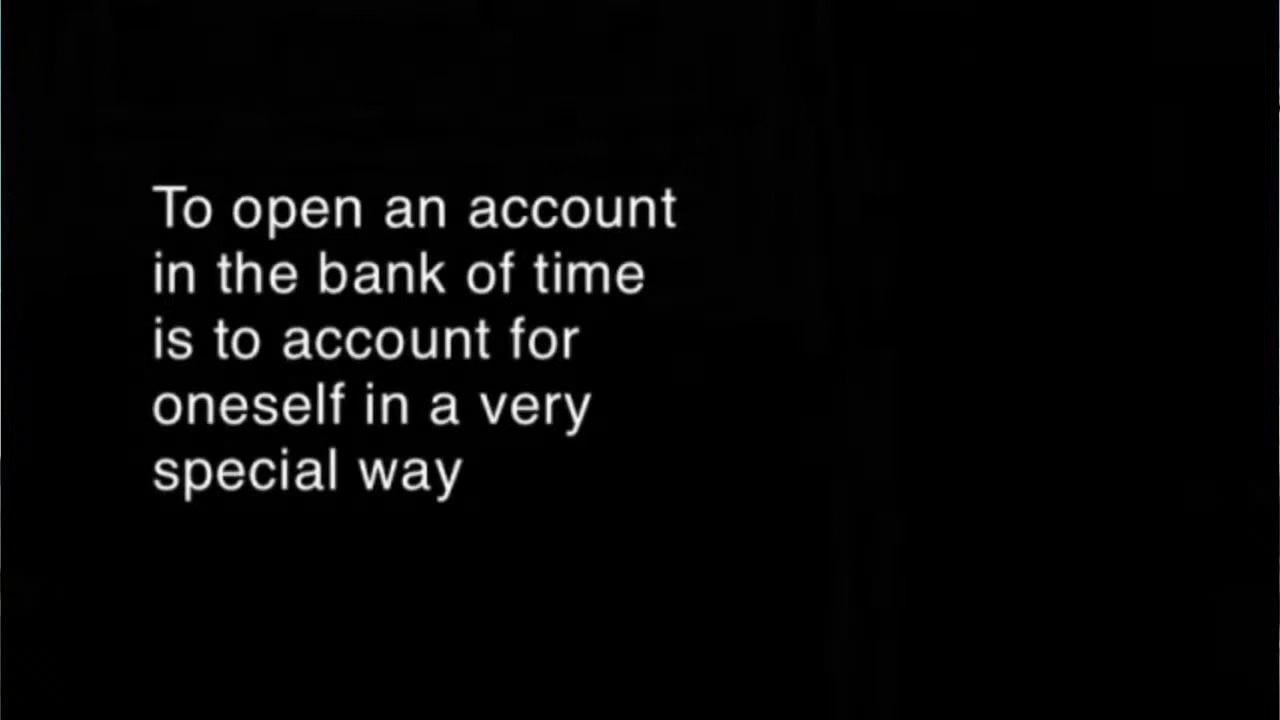 To open an account
in the bank of time
is to account for
oneself in a very
special way